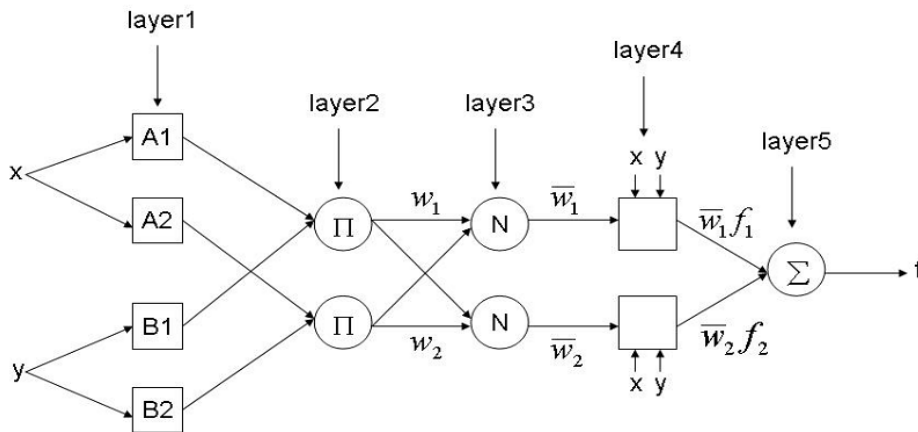 layer1
layer2
layer3
layer4
layer5
x
A1
A2
y
B1
B2
Π
Π
w₁
w₂
N
N
w̅₁
w̅₂
x y
x y
w̅₁f₁
w̅₂f₂
Σ
f